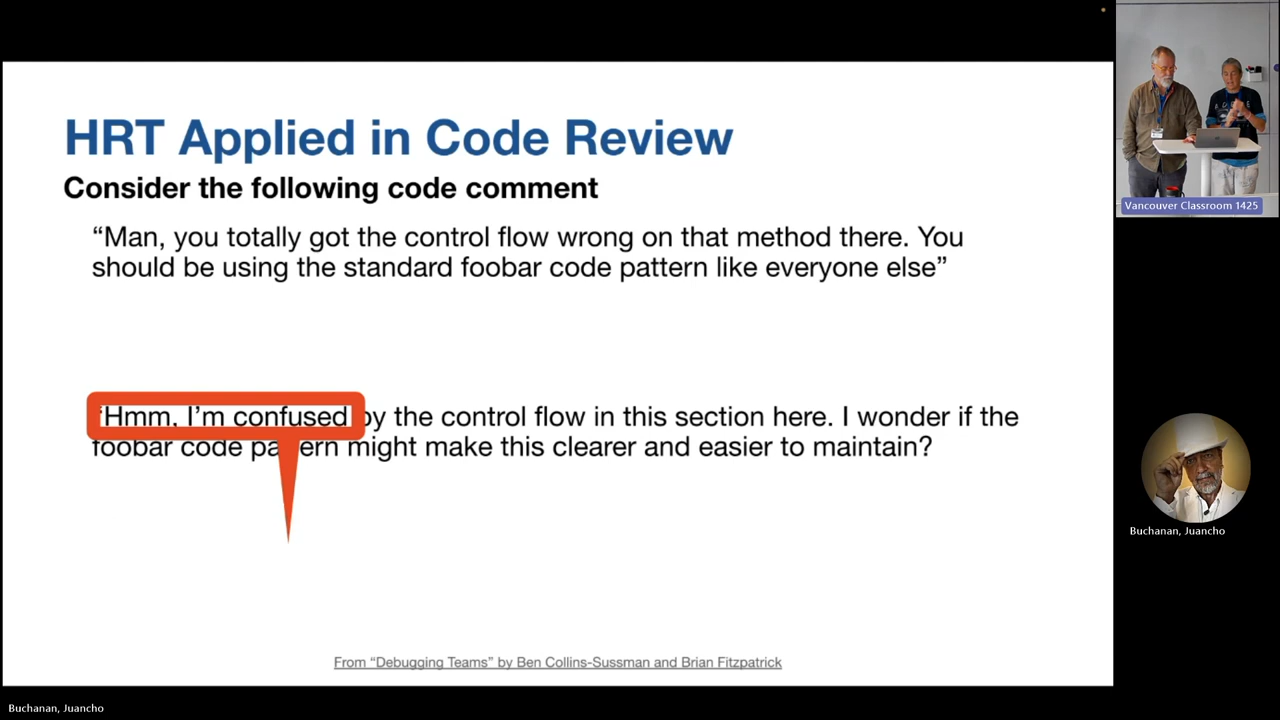 HRT Applied in Code Review
Consider the following code comment
“Man, you totally got the control flow wrong on that method there. You
should be using the standard foobar code pattern like everyone else”
“Hmm, I’m confused by the control flow in this section here. I wonder if the
foobar code pattern might make this clearer and easier to maintain?
From “Debugging Teams” by Ben Collins-Sussman and Brian Fitzpatrick
Vancouver Classroom 1425
Buchanan, Juancho
Buchanan, Juancho